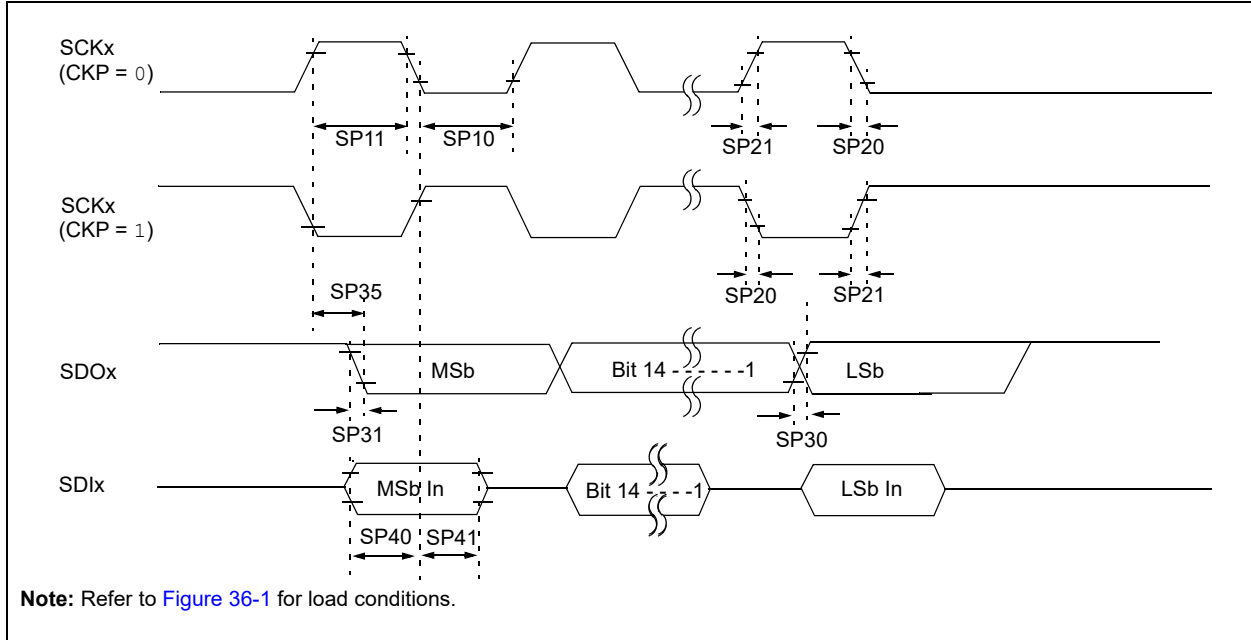 SCKx
(CKP = 0)
SP11
SP10
SP21
SP20
SCKx
(CKP = 1)
SP35
SP20
SP21
SDOx
MSb
Bit 14 - - - - - -1
LSb
SP31
SP30
SDIx
MSb In
Bit 14 - - - - -1
LSb In
SP40
SP41
Note: Refer to Figure 36-1 for load conditions.